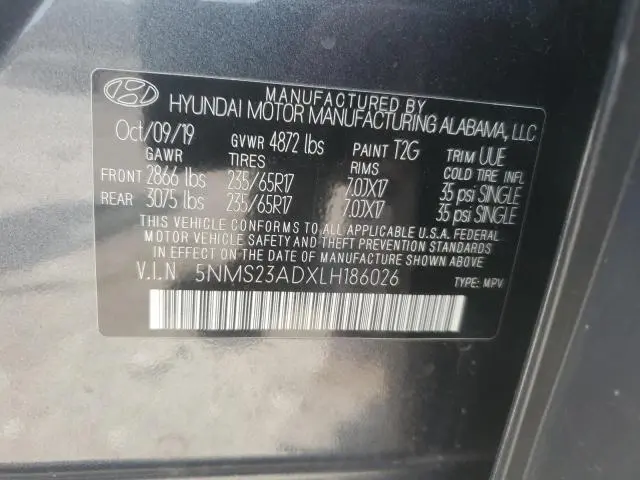 MANUFACTURED BY
HYUNDAI MOTOR MANUFACTURING ALABAMA, LLC
Oct/09/19 GVWR 4872 lbs PAINT T2G TRIM UUE
GAWR TIRES RIMS COLD TIRE INFL
FRONT 2866 lbs 235/65R17 7.0JX17 35 psi SINGLE
REAR 3075 lbs 235/65R17 7.0JX17 35 psi SINGLE
THIS VEHICLE CONFORMS TO ALL APPLICABLE U.S.A. FEDERAL
MOTOR VEHICLE SAFETY AND THEFT PREVENTION STANDARDS
IN EFFECT ON THE DATE OF MANUFACTURE SHOWN ABOVE.
V.I.N 5NMS23ADXLH186026 TYPE: MPV